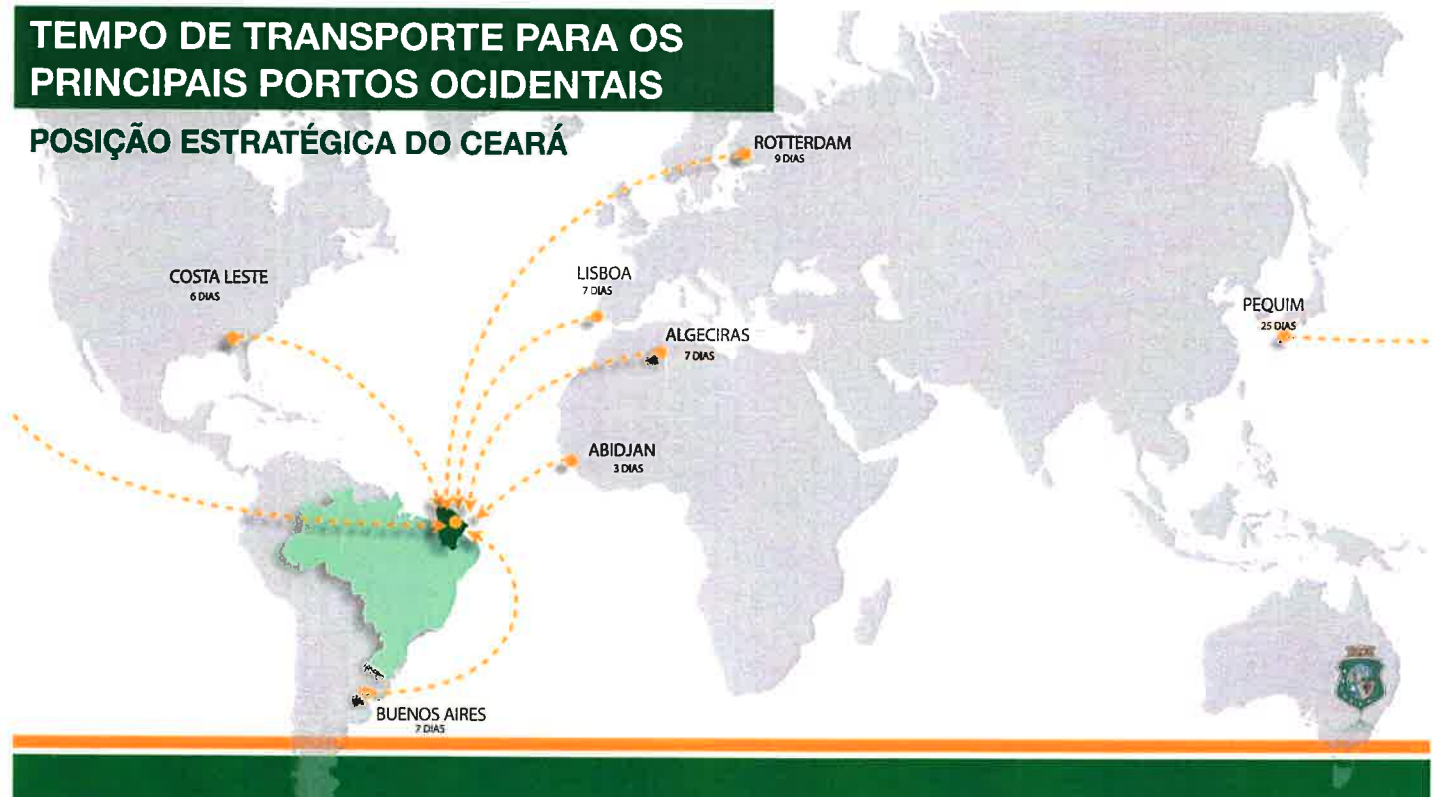 TEMPO DE TRANSPORTE PARA OS
PRINCIPAIS PORTOS OCIDENTAIS
POSIÇÃO ESTRATÉGICA DO CEARÁ
ROTTERDAM
9 DIAS
COSTA LESTE
6 DIAS
LISBOA
7 DIAS
PEQUIM
25 DIAS
ALGECIRAS
7 DIAS
ABIDJAN
3 DIAS
BUENOS AIRES
7 DIAS